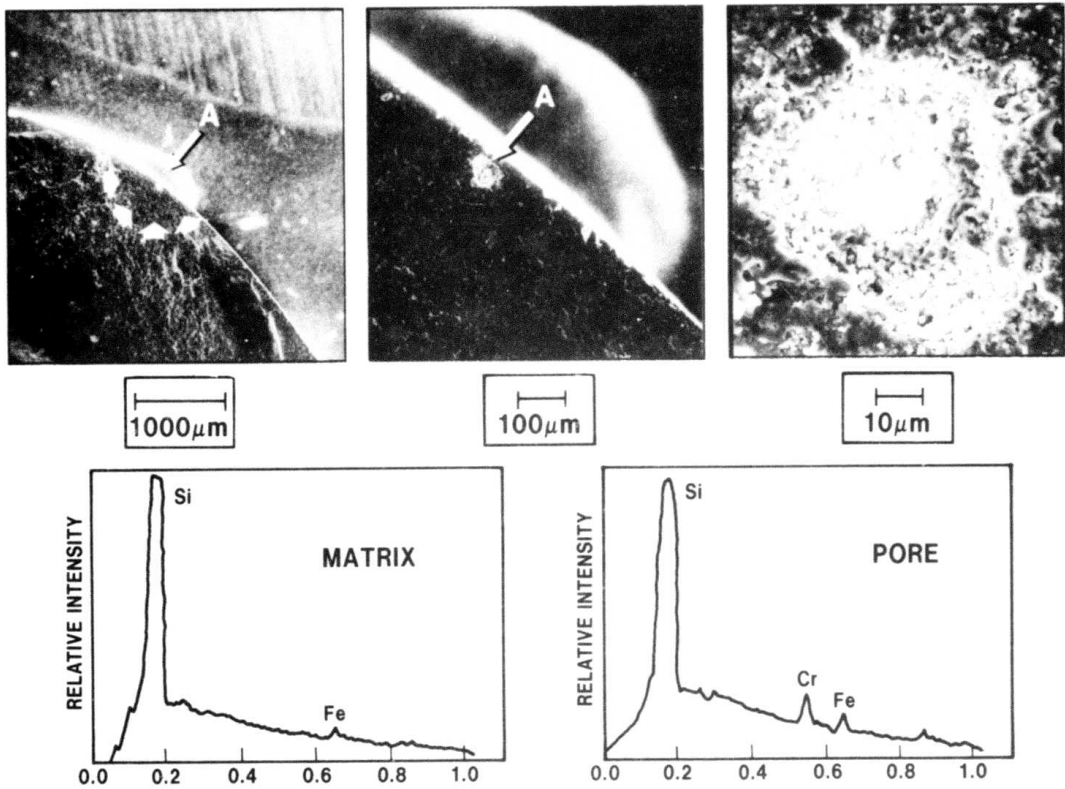 A
A
1000μm
100μm
10μm
RELATIVE INTENSITY
Si
MATRIX
Fe
0.0 0.2 0.4 0.6 0.8 1.0
RELATIVE INTENSITY
Si
PORE
Cr
Fe
0.0 0.2 0.4 0.6 0.8 1.0